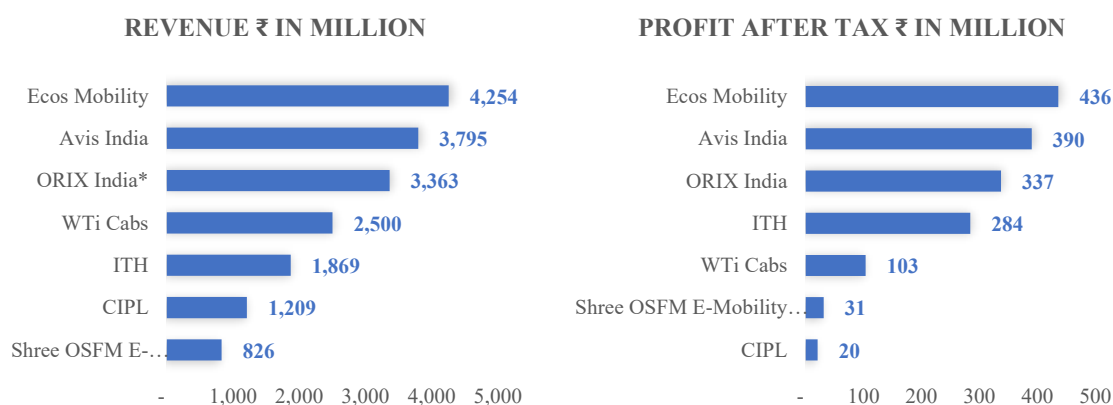 REVENUE ₹ IN MILLION
Ecos Mobility 4,254
Avis India 3,795
ORIX India* 3,363
WTi Cabs 2,500
ITH 1,869
CIPL 1,209
Shree OSFM E-… 826
- 1,000 2,000 3,000 4,000 5,000
PROFIT AFTER TAX ₹ IN MILLION
Ecos Mobility 436
Avis India 390
ORIX India 337
ITH 284
WTi Cabs 103
Shree OSFM E-Mobility… 31
CIPL 20
- 100 200 300 400 500